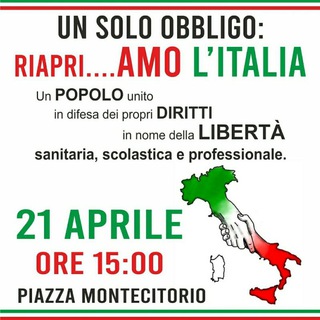 UN SOLO OBBLIGO:
RIAPRI....AMO L'ITALIA
Un POPOLO unito
in difesa dei propri DIRITTI
in nome della LIBERTÀ
sanitaria, scolastica e professionale.
21 APRILE
ORE 15:00
PIAZZA MONTECITORIO